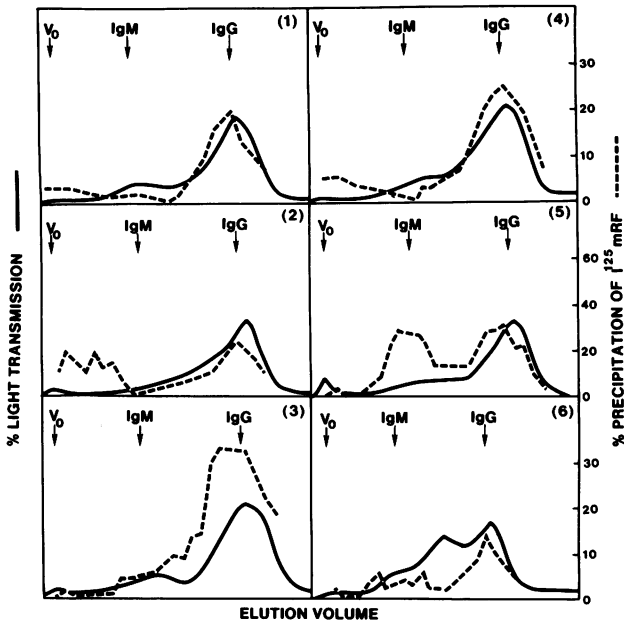 V₀ IgM IgG (1)
V₀ IgM IgG (4)
30
20
10
0
V₀ IgM IgG (2)
V₀ IgM IgG (5)
60
40
20
0
V₀ IgM IgG (3)
V₀ IgM IgG (6)
30
20
10
0
% LIGHT TRANSMISSION
% PRECIPITATION OF I¹²⁵ mRF
ELUTION VOLUME